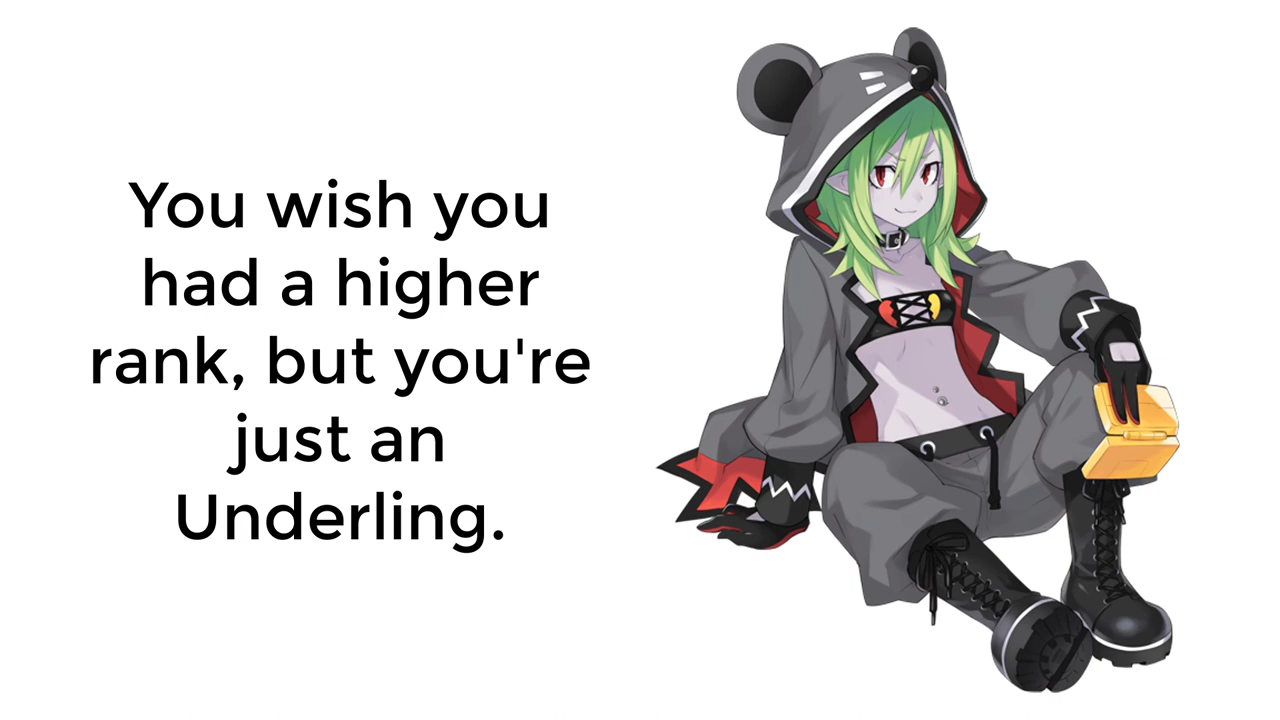 You wish you
had a higher
rank, but you're
just an
Underling.